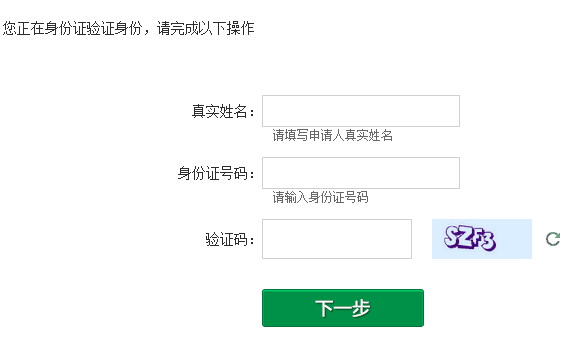 您正在身份证验证身份，请完成以下操作
真实姓名：
请填写申请人真实姓名
身份证号码：
请输入身份证号码
验证码：
SZF3
下一步